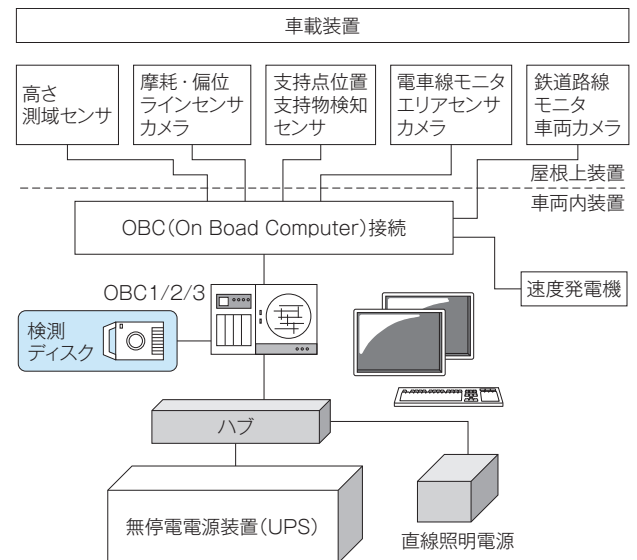 車載装置
高さ
測域センサ
摩耗・偏位
ラインセンサ
カメラ
支持点位置
支持物検知
センサ
電車線モニタ
エリアセンサ
カメラ
鉄道路線
モニタ
車両カメラ
屋根上装置
車両内装置
OBC(On Boad Computer)接続
OBC1/2/3
速度発電機
検測
ディスク
ハブ
無停電電源装置(UPS)
直線照明電源